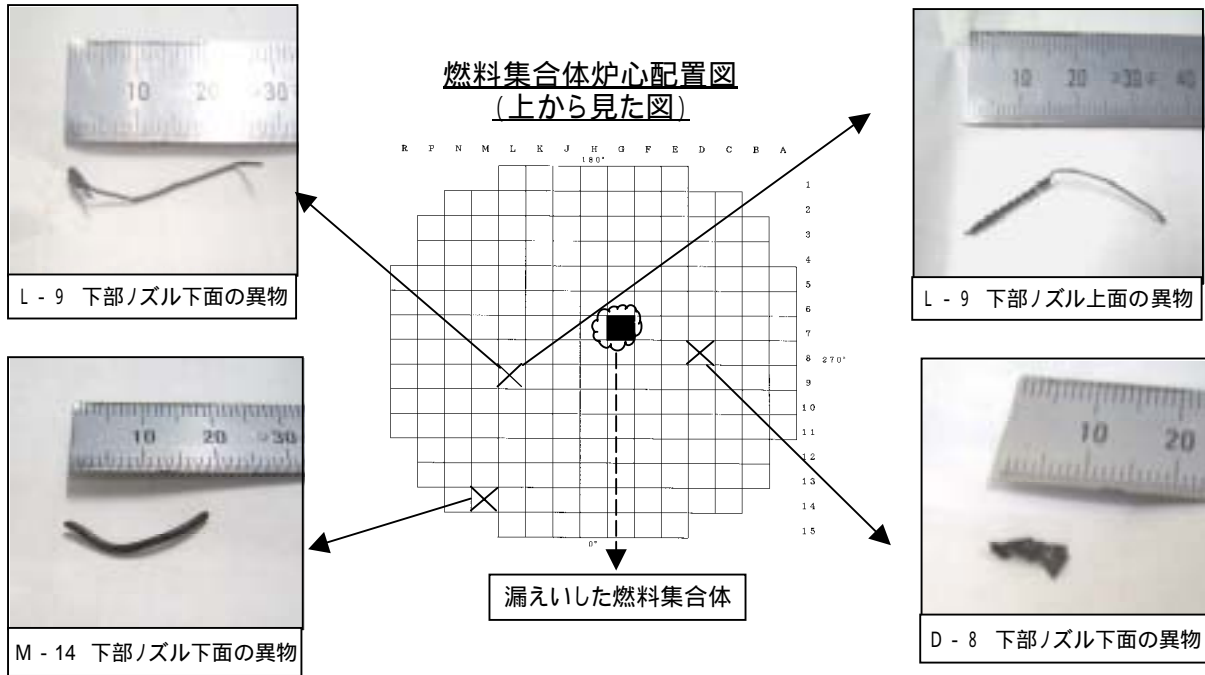 燃料集合体炉心配置図
(上から見た図)
10 20 30
L - 9 下部ノズル下面の異物
10 20 30 40
L - 9 下部ノズル上面の異物
R P N M L K J H G F E D C B A
180°
1
2
3
4
5
6
7
8 270°
9
10
11
12
13
14
15
0°
漏えいした燃料集合体
10 20 30
M - 14 下部ノズル下面の異物
10 20
D - 8 下部ノズル下面の異物